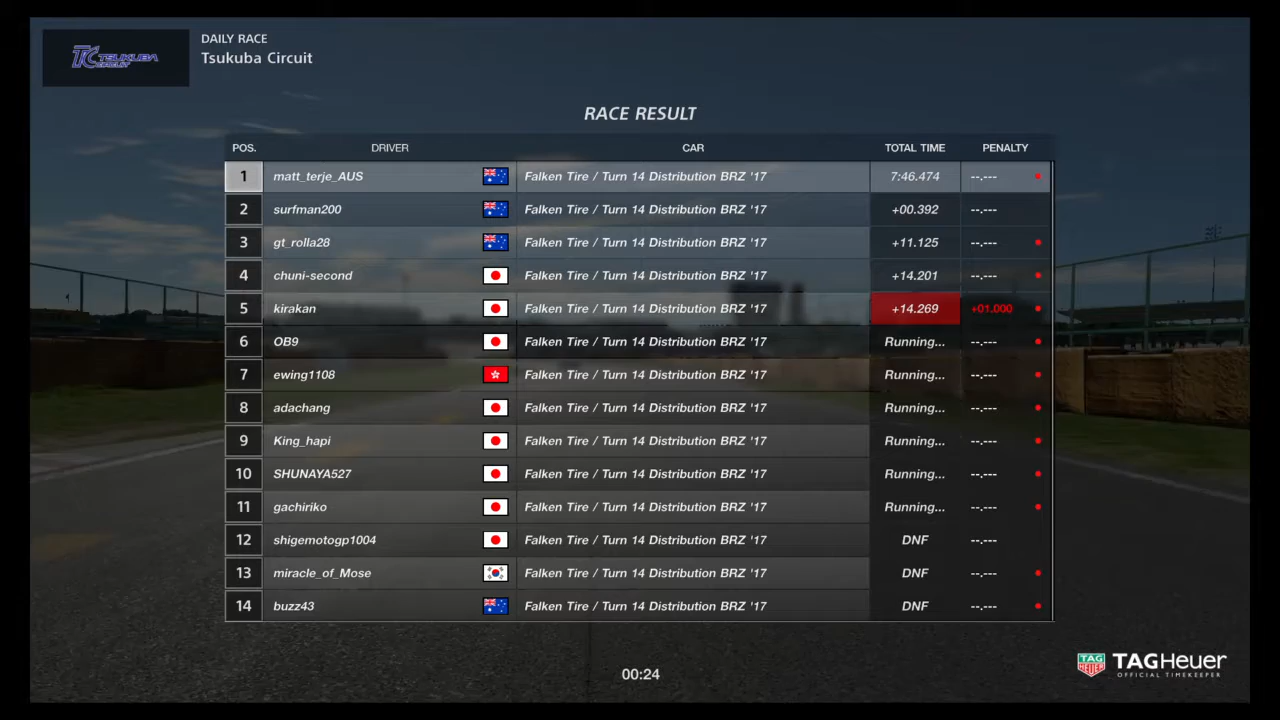 TC TSUKUBA CIRCUIT
DAILY RACE
Tsukuba Circuit
RACE RESULT
POS. DRIVER CAR TOTAL TIME PENALTY
1 matt_terje_AUS Falken Tire / Turn 14 Distribution BRZ '17 7:46.474 --.---
2 surfman200 Falken Tire / Turn 14 Distribution BRZ '17 +00.392 --.---
3 gt_rolla28 Falken Tire / Turn 14 Distribution BRZ '17 +11.125 --.---
4 chuni-second Falken Tire / Turn 14 Distribution BRZ '17 +14.201 --.---
5 kirakan Falken Tire / Turn 14 Distribution BRZ '17 +14.269 +01.000
6 OB9 Falken Tire / Turn 14 Distribution BRZ '17 Running... --.---
7 ewing1108 Falken Tire / Turn 14 Distribution BRZ '17 Running... --.---
8 adachang Falken Tire / Turn 14 Distribution BRZ '17 Running... --.---
9 King_hapi Falken Tire / Turn 14 Distribution BRZ '17 Running... --.---
10 SHUNAYA527 Falken Tire / Turn 14 Distribution BRZ '17 Running... --.---
11 gachiriko Falken Tire / Turn 14 Distribution BRZ '17 Running... --.---
12 shigemotogp1004 Falken Tire / Turn 14 Distribution BRZ '17 DNF --.---
13 miracle_of_Mose Falken Tire / Turn 14 Distribution BRZ '17 DNF --.---
14 buzz43 Falken Tire / Turn 14 Distribution BRZ '17 DNF --.---
00:24
TAG HEUER TAGHeuer
OFFICIAL TIMEKEEPER